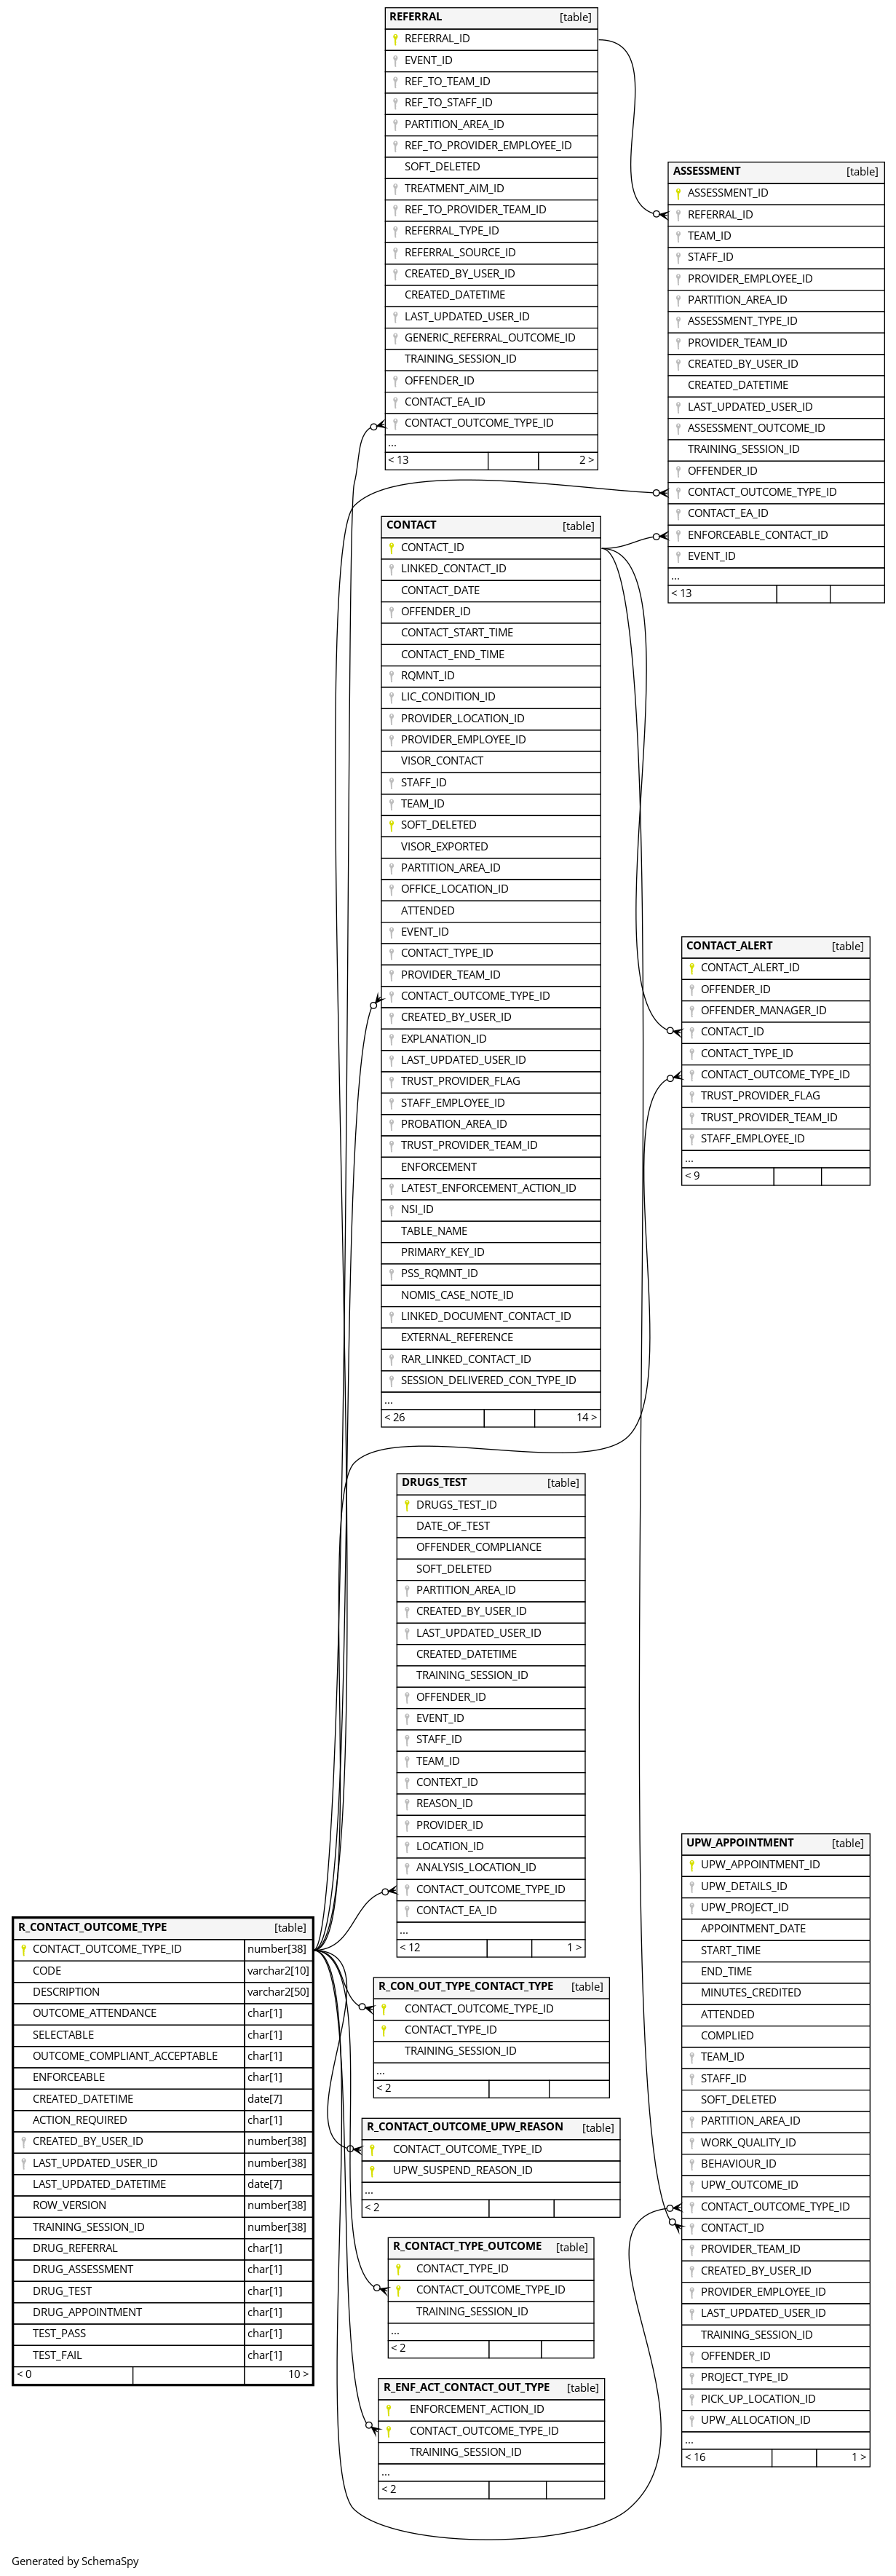 REFERRAL [table]
REFERRAL_ID
EVENT_ID
REF_TO_TEAM_ID
REF_TO_STAFF_ID
PARTITION_AREA_ID
REF_TO_PROVIDER_EMPLOYEE_ID
SOFT_DELETED
TREATMENT_AIM_ID
REF_TO_PROVIDER_TEAM_ID
REFERRAL_TYPE_ID
REFERRAL_SOURCE_ID
CREATED_BY_USER_ID
CREATED_DATETIME
LAST_UPDATED_USER_ID
GENERIC_REFERRAL_OUTCOME_ID
TRAINING_SESSION_ID
OFFENDER_ID
CONTACT_EA_ID
CONTACT_OUTCOME_TYPE_ID
...
< 13 2 >
ASSESSMENT [table]
ASSESSMENT_ID
REFERRAL_ID
TEAM_ID
STAFF_ID
PROVIDER_EMPLOYEE_ID
PARTITION_AREA_ID
ASSESSMENT_TYPE_ID
PROVIDER_TEAM_ID
CREATED_BY_USER_ID
CREATED_DATETIME
LAST_UPDATED_USER_ID
ASSESSMENT_OUTCOME_ID
TRAINING_SESSION_ID
OFFENDER_ID
CONTACT_OUTCOME_TYPE_ID
CONTACT_EA_ID
ENFORCEABLE_CONTACT_ID
EVENT_ID
...
< 13
CONTACT [table]
CONTACT_ID
LINKED_CONTACT_ID
CONTACT_DATE
OFFENDER_ID
CONTACT_START_TIME
CONTACT_END_TIME
RQMNT_ID
LIC_CONDITION_ID
PROVIDER_LOCATION_ID
PROVIDER_EMPLOYEE_ID
VISOR_CONTACT
STAFF_ID
TEAM_ID
SOFT_DELETED
VISOR_EXPORTED
PARTITION_AREA_ID
OFFICE_LOCATION_ID
ATTENDED
EVENT_ID
CONTACT_TYPE_ID
PROVIDER_TEAM_ID
CONTACT_OUTCOME_TYPE_ID
CREATED_BY_USER_ID
EXPLANATION_ID
LAST_UPDATED_USER_ID
TRUST_PROVIDER_FLAG
STAFF_EMPLOYEE_ID
PROBATION_AREA_ID
TRUST_PROVIDER_TEAM_ID
ENFORCEMENT
LATEST_ENFORCEMENT_ACTION_ID
NSI_ID
TABLE_NAME
PRIMARY_KEY_ID
PSS_RQMNT_ID
NOMIS_CASE_NOTE_ID
LINKED_DOCUMENT_CONTACT_ID
EXTERNAL_REFERENCE
RAR_LINKED_CONTACT_ID
SESSION_DELIVERED_CON_TYPE_ID
...
< 26 14 >
CONTACT_ALERT [table]
CONTACT_ALERT_ID
OFFENDER_ID
OFFENDER_MANAGER_ID
CONTACT_ID
CONTACT_TYPE_ID
CONTACT_OUTCOME_TYPE_ID
TRUST_PROVIDER_FLAG
TRUST_PROVIDER_TEAM_ID
STAFF_EMPLOYEE_ID
...
< 9
DRUGS_TEST [table]
DRUGS_TEST_ID
DATE_OF_TEST
OFFENDER_COMPLIANCE
SOFT_DELETED
PARTITION_AREA_ID
CREATED_BY_USER_ID
LAST_UPDATED_USER_ID
CREATED_DATETIME
TRAINING_SESSION_ID
OFFENDER_ID
EVENT_ID
STAFF_ID
TEAM_ID
CONTEXT_ID
REASON_ID
PROVIDER_ID
LOCATION_ID
ANALYSIS_LOCATION_ID
CONTACT_OUTCOME_TYPE_ID
CONTACT_EA_ID
...
< 12 1 >
UPW_APPOINTMENT [table]
UPW_APPOINTMENT_ID
UPW_DETAILS_ID
UPW_PROJECT_ID
APPOINTMENT_DATE
START_TIME
END_TIME
MINUTES_CREDITED
ATTENDED
COMPLIED
TEAM_ID
STAFF_ID
SOFT_DELETED
PARTITION_AREA_ID
WORK_QUALITY_ID
BEHAVIOUR_ID
UPW_OUTCOME_ID
CONTACT_OUTCOME_TYPE_ID
CONTACT_ID
PROVIDER_TEAM_ID
CREATED_BY_USER_ID
PROVIDER_EMPLOYEE_ID
LAST_UPDATED_USER_ID
TRAINING_SESSION_ID
OFFENDER_ID
PROJECT_TYPE_ID
PICK_UP_LOCATION_ID
UPW_ALLOCATION_ID
...
< 16 1 >
R_CONTACT_OUTCOME_TYPE [table]
CONTACT_OUTCOME_TYPE_ID number[38]
CODE varchar2[10]
DESCRIPTION varchar2[50]
OUTCOME_ATTENDANCE char[1]
SELECTABLE char[1]
OUTCOME_COMPLIANT_ACCEPTABLE char[1]
ENFORCEABLE char[1]
CREATED_DATETIME date[7]
ACTION_REQUIRED char[1]
CREATED_BY_USER_ID number[38]
LAST_UPDATED_USER_ID number[38]
LAST_UPDATED_DATETIME date[7]
ROW_VERSION number[38]
TRAINING_SESSION_ID number[38]
DRUG_REFERRAL char[1]
DRUG_ASSESSMENT char[1]
DRUG_TEST char[1]
DRUG_APPOINTMENT char[1]
TEST_PASS char[1]
TEST_FAIL char[1]
< 0 10 >
R_CON_OUT_TYPE_CONTACT_TYPE [table]
CONTACT_OUTCOME_TYPE_ID
CONTACT_TYPE_ID
TRAINING_SESSION_ID
...
< 2
R_CONTACT_OUTCOME_UPW_REASON [table]
CONTACT_OUTCOME_TYPE_ID
UPW_SUSPEND_REASON_ID
...
< 2
R_CONTACT_TYPE_OUTCOME [table]
CONTACT_TYPE_ID
CONTACT_OUTCOME_TYPE_ID
TRAINING_SESSION_ID
...
< 2
R_ENF_ACT_CONTACT_OUT_TYPE [table]
ENFORCEMENT_ACTION_ID
CONTACT_OUTCOME_TYPE_ID
TRAINING_SESSION_ID
...
< 2
Generated by SchemaSpy